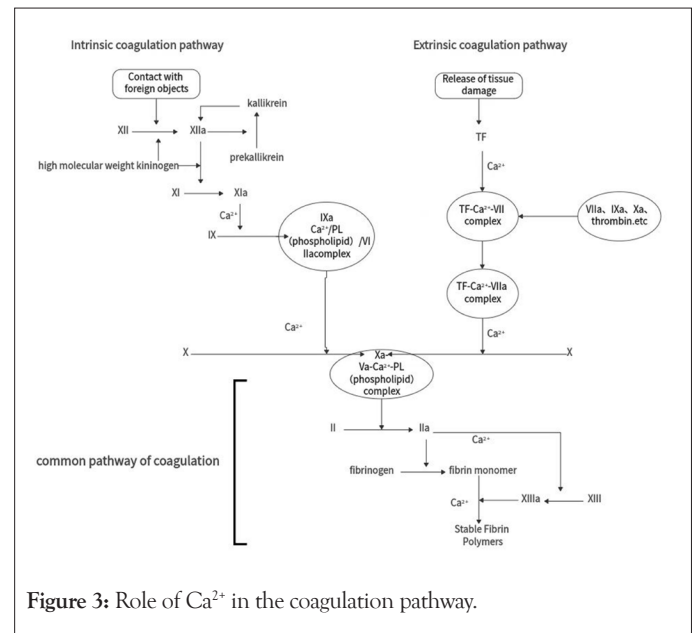 Intrinsic coagulation pathway
Extrinsic coagulation pathway
Contact with
foreign objects
Release of tissue
damage
kallikrein
XII
XIIa
TF
prekallikrein
high molecular weight kininogen
Ca²⁺
XI
XIa
Ca²⁺
IXa
Ca²⁺/PL
(phospholipid) /VI
IIacomplex
IX
TF-Ca²⁺-VII
complex
VIIa、IXa、Xa、
thrombin.etc
TF-Ca²⁺-VIIa
complex
Ca²⁺
Ca²⁺
X
Xa
X
Va-Ca²⁺-PL
(phospholipid)
complex
common pathway of coagulation
II
IIa
Ca²⁺
fibrinogen
fibrin monomer
Ca²⁺
XIIIa
XIII
Stable Fibrin
Polymers
Figure 3: Role of Ca²⁺ in the coagulation pathway.